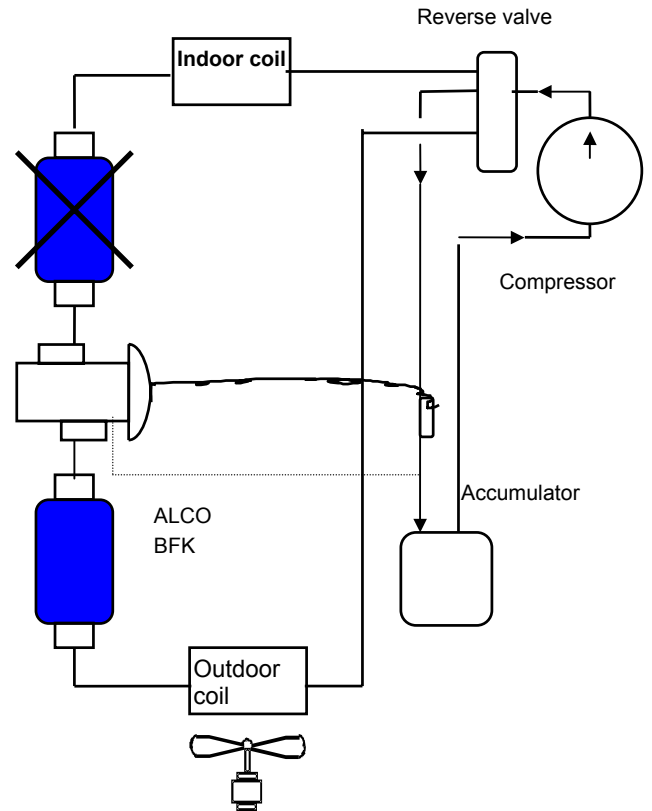 Reverse valve
Indoor coil
Compressor
Accumulator
ALCO
BFK
Outdoor
coil